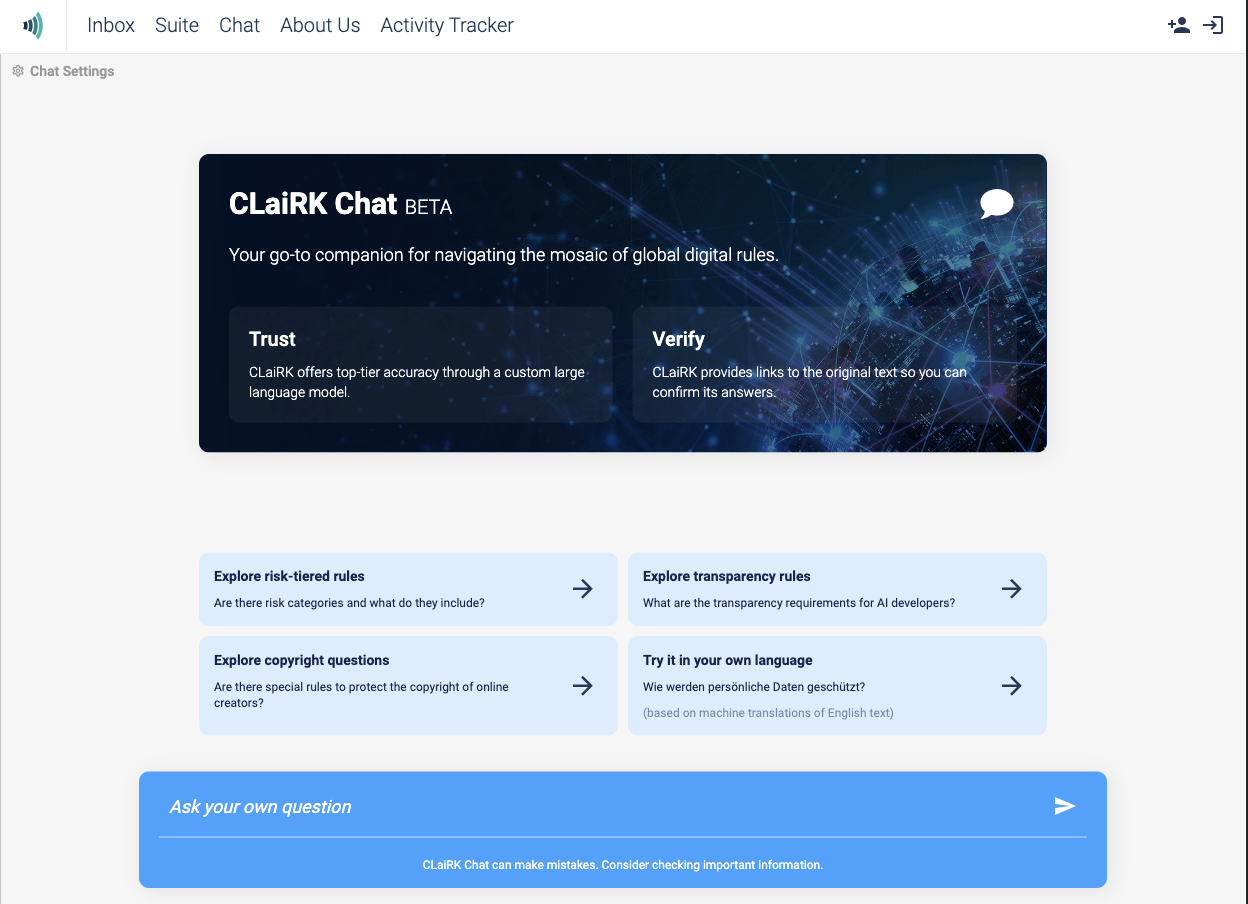 Inbox Suite Chat About Us Activity Tracker
Chat Settings
CLaiRK Chat BETA
Your go-to companion for navigating the mosaic of global digital rules.
Trust
CLaiRK offers top-tier accuracy through a custom large
language model.
Verify
CLaiRK provides links to the original text so you can
confirm its answers.
Explore risk-tiered rules
Are there risk categories and what do they include?
Explore transparency rules
What are the transparency requirements for AI developers?
Explore copyright questions
Are there special rules to protect the copyright of online
creators?
Try it in your own language
Wie werden persönliche Daten geschützt?
(based on machine translations of English text)
Ask your own question
CLaiRK Chat can make mistakes. Consider checking important information.